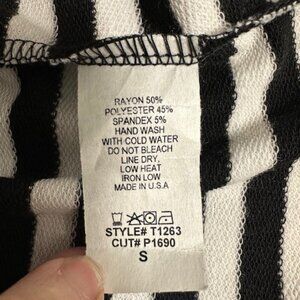 RAYON 50%
POLYESTER 45%
SPANDEX 5%
HAND WASH
WITH COLD WATER
DO NOT BLEACH
LINE DRY,
LOW HEAT
IRON LOW
MADE IN U.S.A
STYLE# T1263
CUT# P1690
S